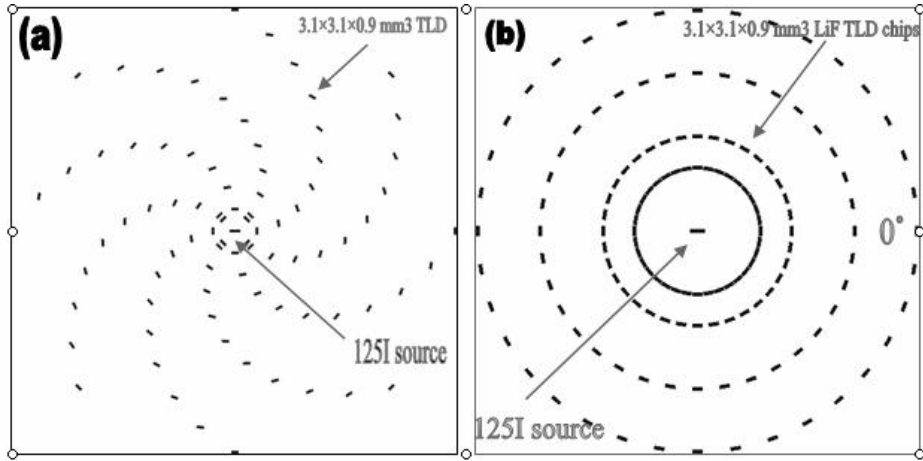 (a)
3.1×3.1×0.9 mm3 TLD
125I source
(b)
3.1×3.1×0.9 mm3 LiF TLD chips
0°
125I source